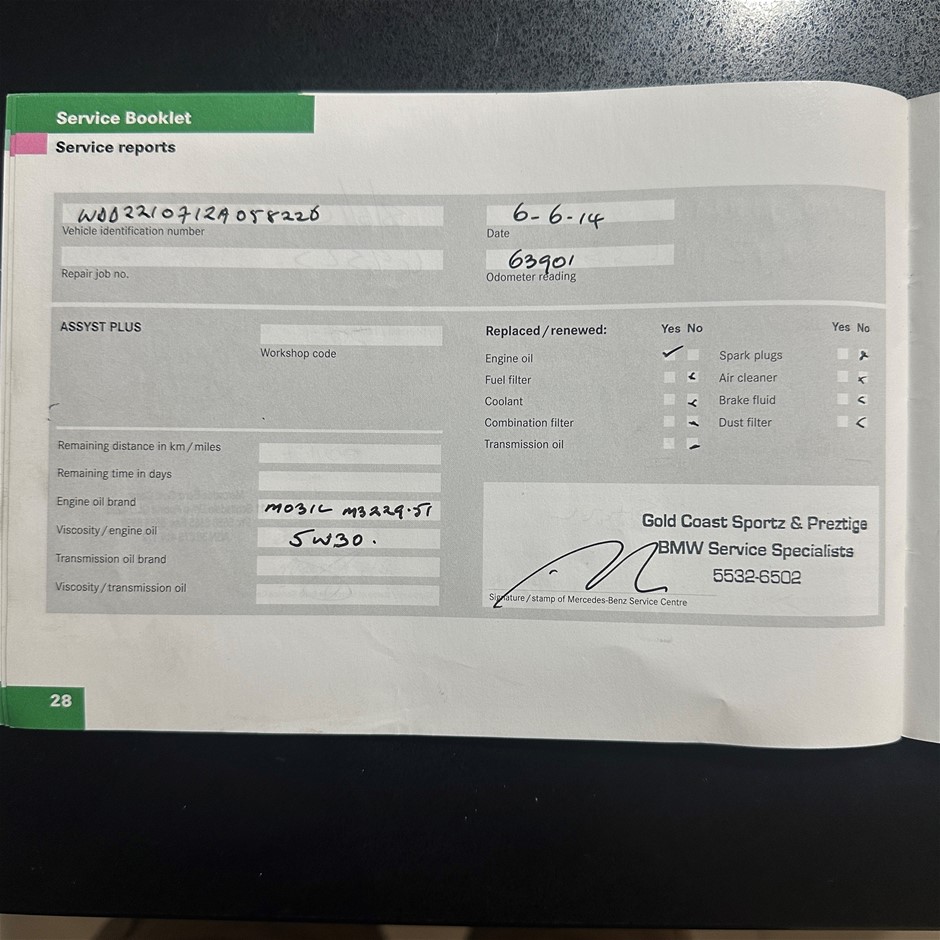 Service Booklet
Service reports
WDD2210712A058226
Vehicle identification number
6-6-14
Date
Repair job no.
63901
Odometer reading
ASSYST PLUS
Workshop code
Replaced/renewed: Yes No Yes No
Engine oil Spark plugs
Fuel filter Air cleaner
Coolant Brake fluid
Combination filter Dust filter
Transmission oil
Remaining distance in km/miles
Remaining time in days
Engine oil brand MO31L M3229.51
Viscosity/engine oil 5W30.
Transmission oil brand
Viscosity/transmission oil
Gold Coast Sportz & Preztige
BMW Service Specialists
5532-6502
Signature/stamp of Mercedes-Benz Service Centre
28